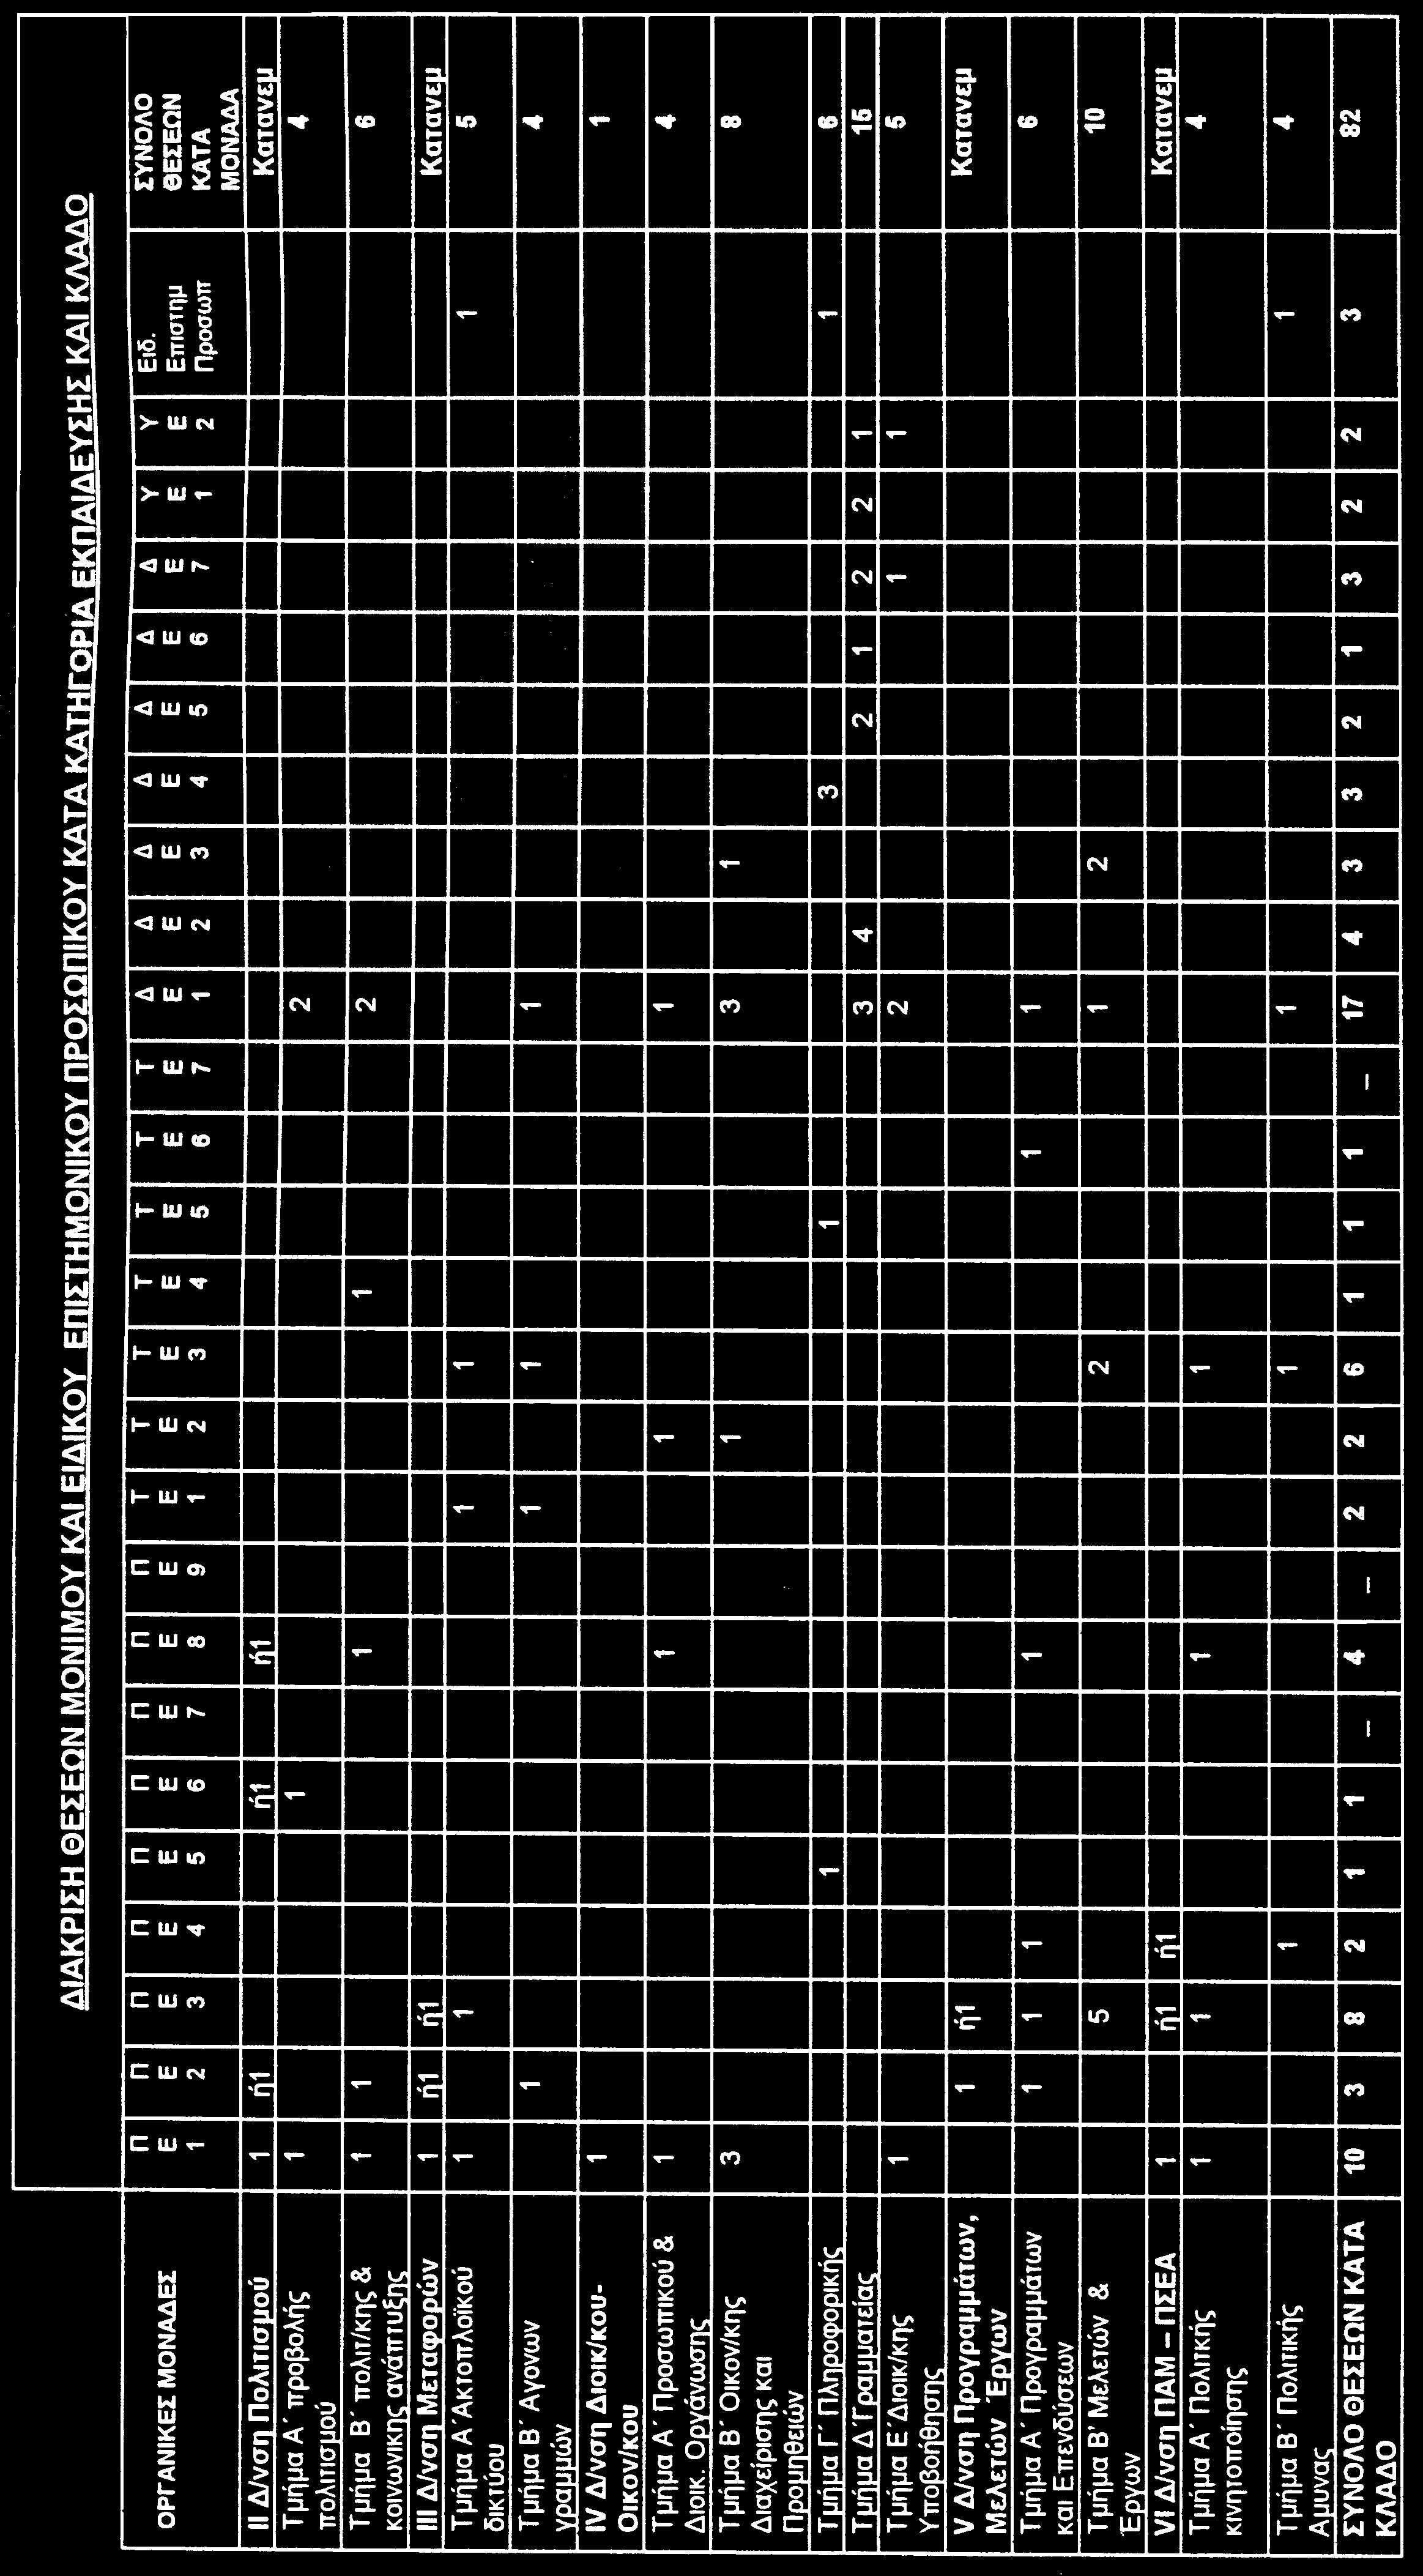 ΔΙΑΚΡΙΣΗ ΘΕΣΕΩΝ ΜΟΝΙΜΟΥ ΚΑΙ ΕΙΔΙΚΟΥ ΕΠΙΣΤΗΜΟΝΙΚΟΥ ΠΡΟΣΩΠΙΚΟΥ ΚΑΤΑ ΚΑΤΗΓΟΡΙΑ ΕΚΠΑΙΔΕΥΣΗΣ ΚΑΙ ΚΛΑΔΟ
ΟΡΓΑΝΙΚΕΣ ΜΟΝΑΔΕΣ ΠΕ1 ΠΕ2 ΠΕ3 ΠΕ4 ΠΕ5 ΠΕ6 ΠΕ7 ΠΕ8 ΠΕ9 ΤΕ1 ΤΕ2 ΤΕ3 ΤΕ4 ΤΕ5 ΤΕ6 ΤΕ7 ΔΕ1 ΔΕ2 ΔΕ3 ΔΕ4 ΔΕ5 ΔΕ6 ΔΕ7 ΥΕ1 ΥΕ2 Ειδ. Επιστημ Προσωπ ΣΥΝΟΛΟ ΘΕΣΕΩΝ ΚΑΤΑ ΜΟΝΑΔΑ
ΙΙ Δ/νση Πολιτισμού 1 ή1 ή1 ή1 Κατανεμ
Τμήμα Α΄ προβολής πολιτισμού 1 1 2 4
Τμήμα Β΄ πολιτ/κης & κοινωνικης ανάπτυξης 1 1 1 1 2 6
ΙΙΙ Δ/νση Μεταφορών 1 ή1 ή1 Κατανεμ
Τμήμα Α΄Ακτοπλοϊκού δικτύου 1 1 1 1 1 5
Τμήμα Β΄ Αγονων γραμμών 1 1 1 1 4
IV Δ/νση Διοικ/κου-Οικον/κου 1 1
Τμήμα Α΄ Προσωπικού & Διοικ. Οργάνωσης 1 1 1 1 4
Τμήμα Β΄ Οικον/κης Διαχείρισης και Προμηθειών 3 1 3 1 8
Τμήμα Γ΄ Πληροφορικής 1 1 3 1 6
Τμήμα Δ΄Γραμματείας 3 4 2 1 2 2 1 15
Τμήμα Ε΄Διοικ/κης Υποβοήθησης 1 2 1 1 5
V Δ/νση Προγραμμάτων, Μελετών Έργων 1 ή1 Κατανεμ
Τμήμα Α΄ Προγραμμάτων και Επενδύσεων 1 1 1 1 1 1 6
Τμήμα Β' Μελετών & Έργων 5 2 1 2 10
VI Δ/νση ΠΑΜ – ΠΣΕΑ 1 ή1 ή1 Κατανεμ
Τμήμα Α΄ Πολιτικής κινητοποίησης 1 1 1 1 4
Τμήμα Β΄ Πολιτικής Αμυνας 1 1 1 1 4
ΣΥΝΟΛΟ ΘΕΣΕΩΝ ΚΑΤΑ ΚΛΑΔΟ 10 3 8 2 1 1 – 4 – 2 2 6 1 1 1 – 17 4 3 3 2 1 3 2 2 3 82